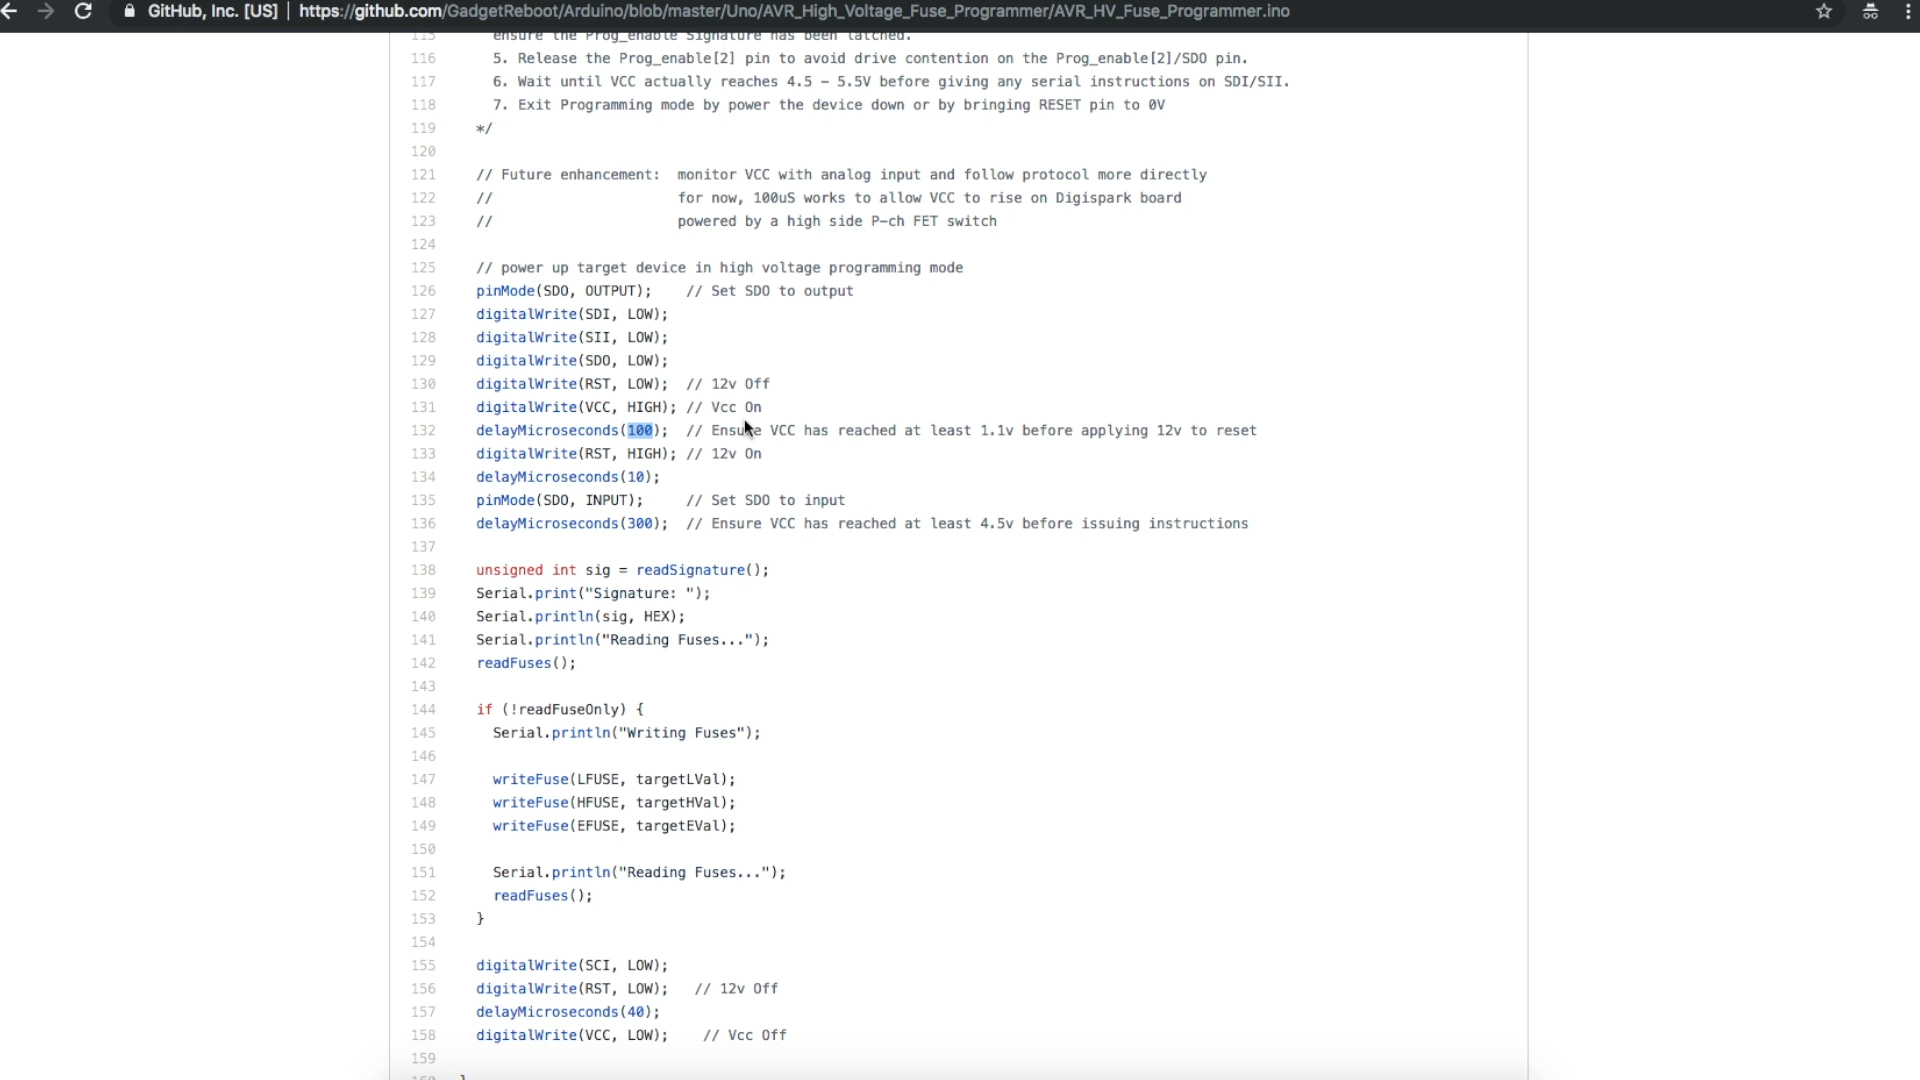 GitHub, Inc. [US] | https://github.com/GadgetReboot/Arduino/blob/master/Uno/AVR_High_Voltage_Fuse_Programmer/AVR_HV_Fuse_Programmer.ino
115 ensure the Prog_enable Signature has been latched.
116 5. Release the Prog_enable[2] pin to avoid drive contention on the Prog_enable[2]/SDO pin.
117 6. Wait until VCC actually reaches 4.5 - 5.5V before giving any serial instructions on SDI/SII.
118 7. Exit Programming mode by power the device down or by bringing RESET pin to 0V
119 */
120
121 // Future enhancement: monitor VCC with analog input and follow protocol more directly
122 // for now, 100uS works to allow VCC to rise on Digispark board
123 // powered by a high side P-ch FET switch
124
125 // power up target device in high voltage programming mode
126 pinMode(SDO, OUTPUT); // Set SDO to output
127 digitalWrite(SDI, LOW);
128 digitalWrite(SII, LOW);
129 digitalWrite(SDO, LOW);
130 digitalWrite(RST, LOW); // 12v Off
131 digitalWrite(VCC, HIGH); // Vcc On
132 delayMicroseconds(100); // Ensure VCC has reached at least 1.1v before applying 12v to reset
133 digitalWrite(RST, HIGH); // 12v On
134 delayMicroseconds(10);
135 pinMode(SDO, INPUT); // Set SDO to input
136 delayMicroseconds(300); // Ensure VCC has reached at least 4.5v before issuing instructions
137
138 unsigned int sig = readSignature();
139 Serial.print("Signature: ");
140 Serial.println(sig, HEX);
141 Serial.println("Reading Fuses...");
142 readFuses();
143
144 if (!readFuseOnly) {
145 Serial.println("Writing Fuses");
146
147 writeFuse(LFUSE, targetLVal);
148 writeFuse(HFUSE, targetHVal);
149 writeFuse(EFUSE, targetEVal);
150
151 Serial.println("Reading Fuses...");
152 readFuses();
153 }
154
155 digitalWrite(SCI, LOW);
156 digitalWrite(RST, LOW); // 12v Off
157 delayMicroseconds(40);
158 digitalWrite(VCC, LOW); // Vcc Off
159